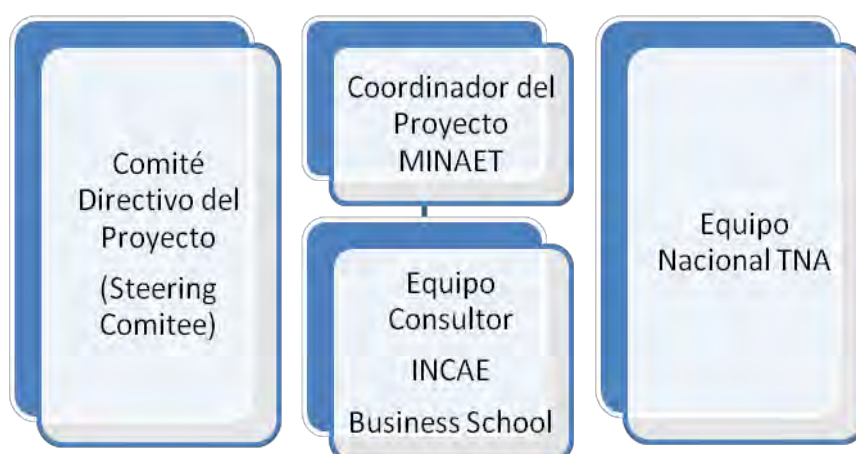 Comité
Directivo del
Proyecto
(Steering
Comitee)
Coordinador del
Proyecto
MINAET
Equipo
Consultor
INCAE
Business School
Equipo
Nacional TNA